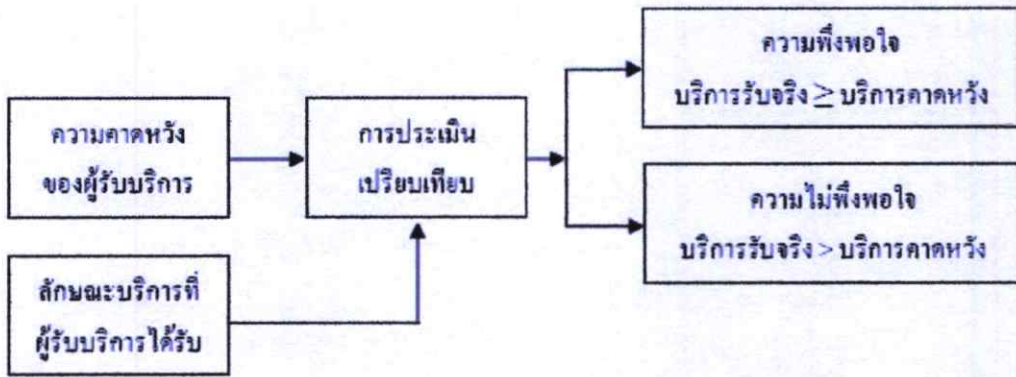 ความคาดหวัง
ของผู้รับบริการ
ลักษณะบริการที่
ผู้รับบริการได้รับ
การประเมิน
เปรียบเทียบ
ความพึงพอใจ
บริการรับจริง ≥ บริการคาดหวัง
ความไม่พึงพอใจ
บริการรับจริง > บริการคาดหวัง